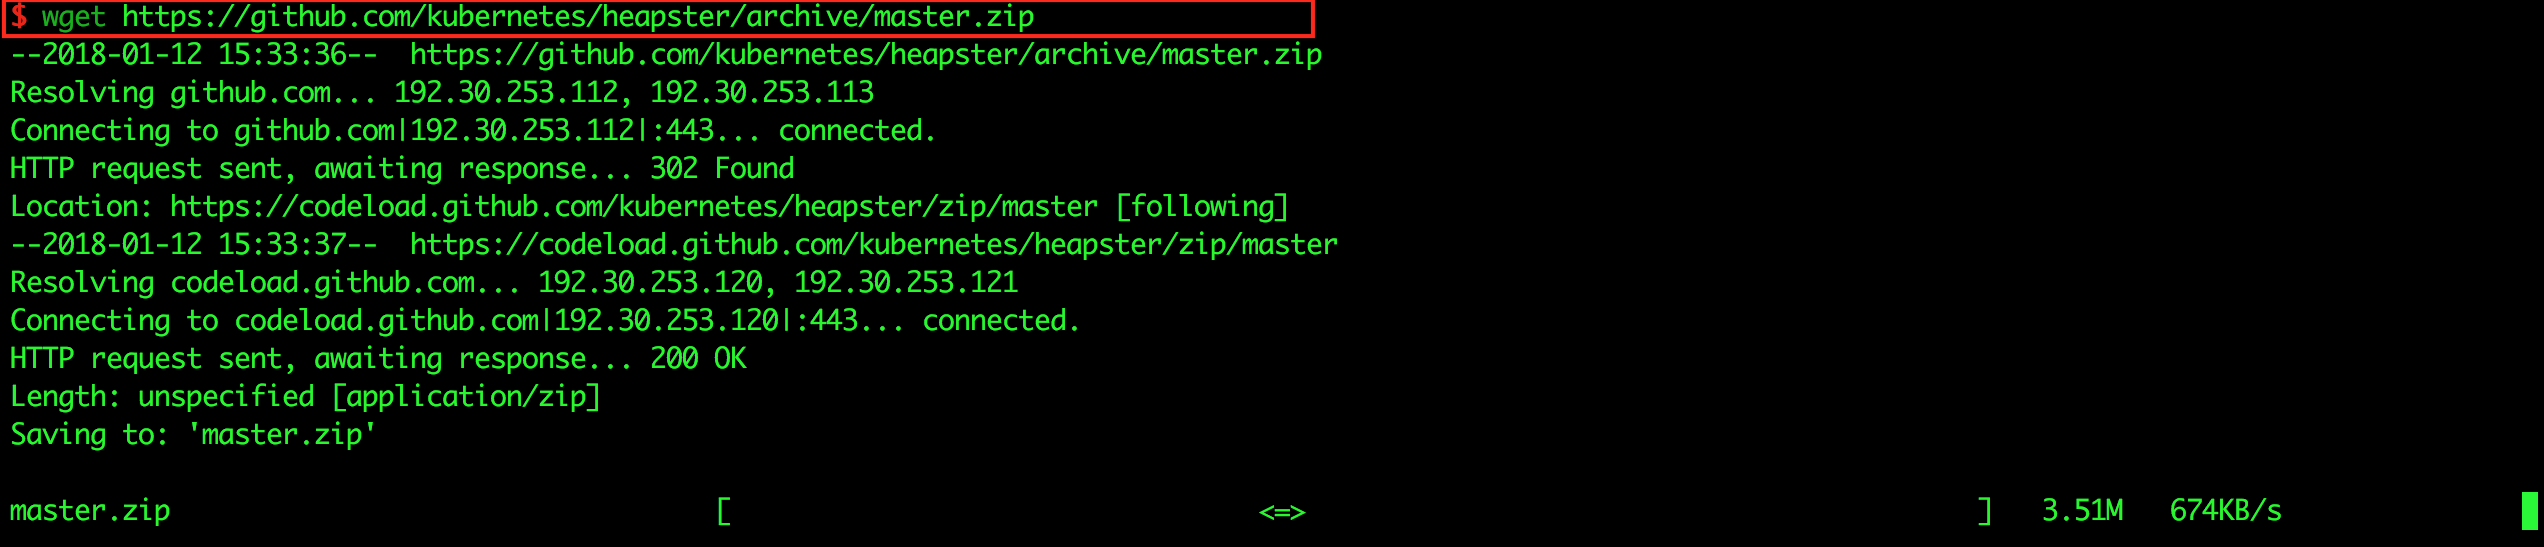 $ wget https://github.com/kubernetes/heapster/archive/master.zip
--2018-01-12 15:33:36--  https://github.com/kubernetes/heapster/archive/master.zip
Resolving github.com... 192.30.253.112, 192.30.253.113
Connecting to github.com|192.30.253.112|:443... connected.
HTTP request sent, awaiting response... 302 Found
Location: https://codeload.github.com/kubernetes/heapster/zip/master [following]
--2018-01-12 15:33:37--  https://codeload.github.com/kubernetes/heapster/zip/master
Resolving codeload.github.com... 192.30.253.120, 192.30.253.121
Connecting to codeload.github.com|192.30.253.120|:443... connected.
HTTP request sent, awaiting response... 200 OK
Length: unspecified [application/zip]
Saving to: 'master.zip'
master.zip [ <=> ] 3.51M 674KB/s